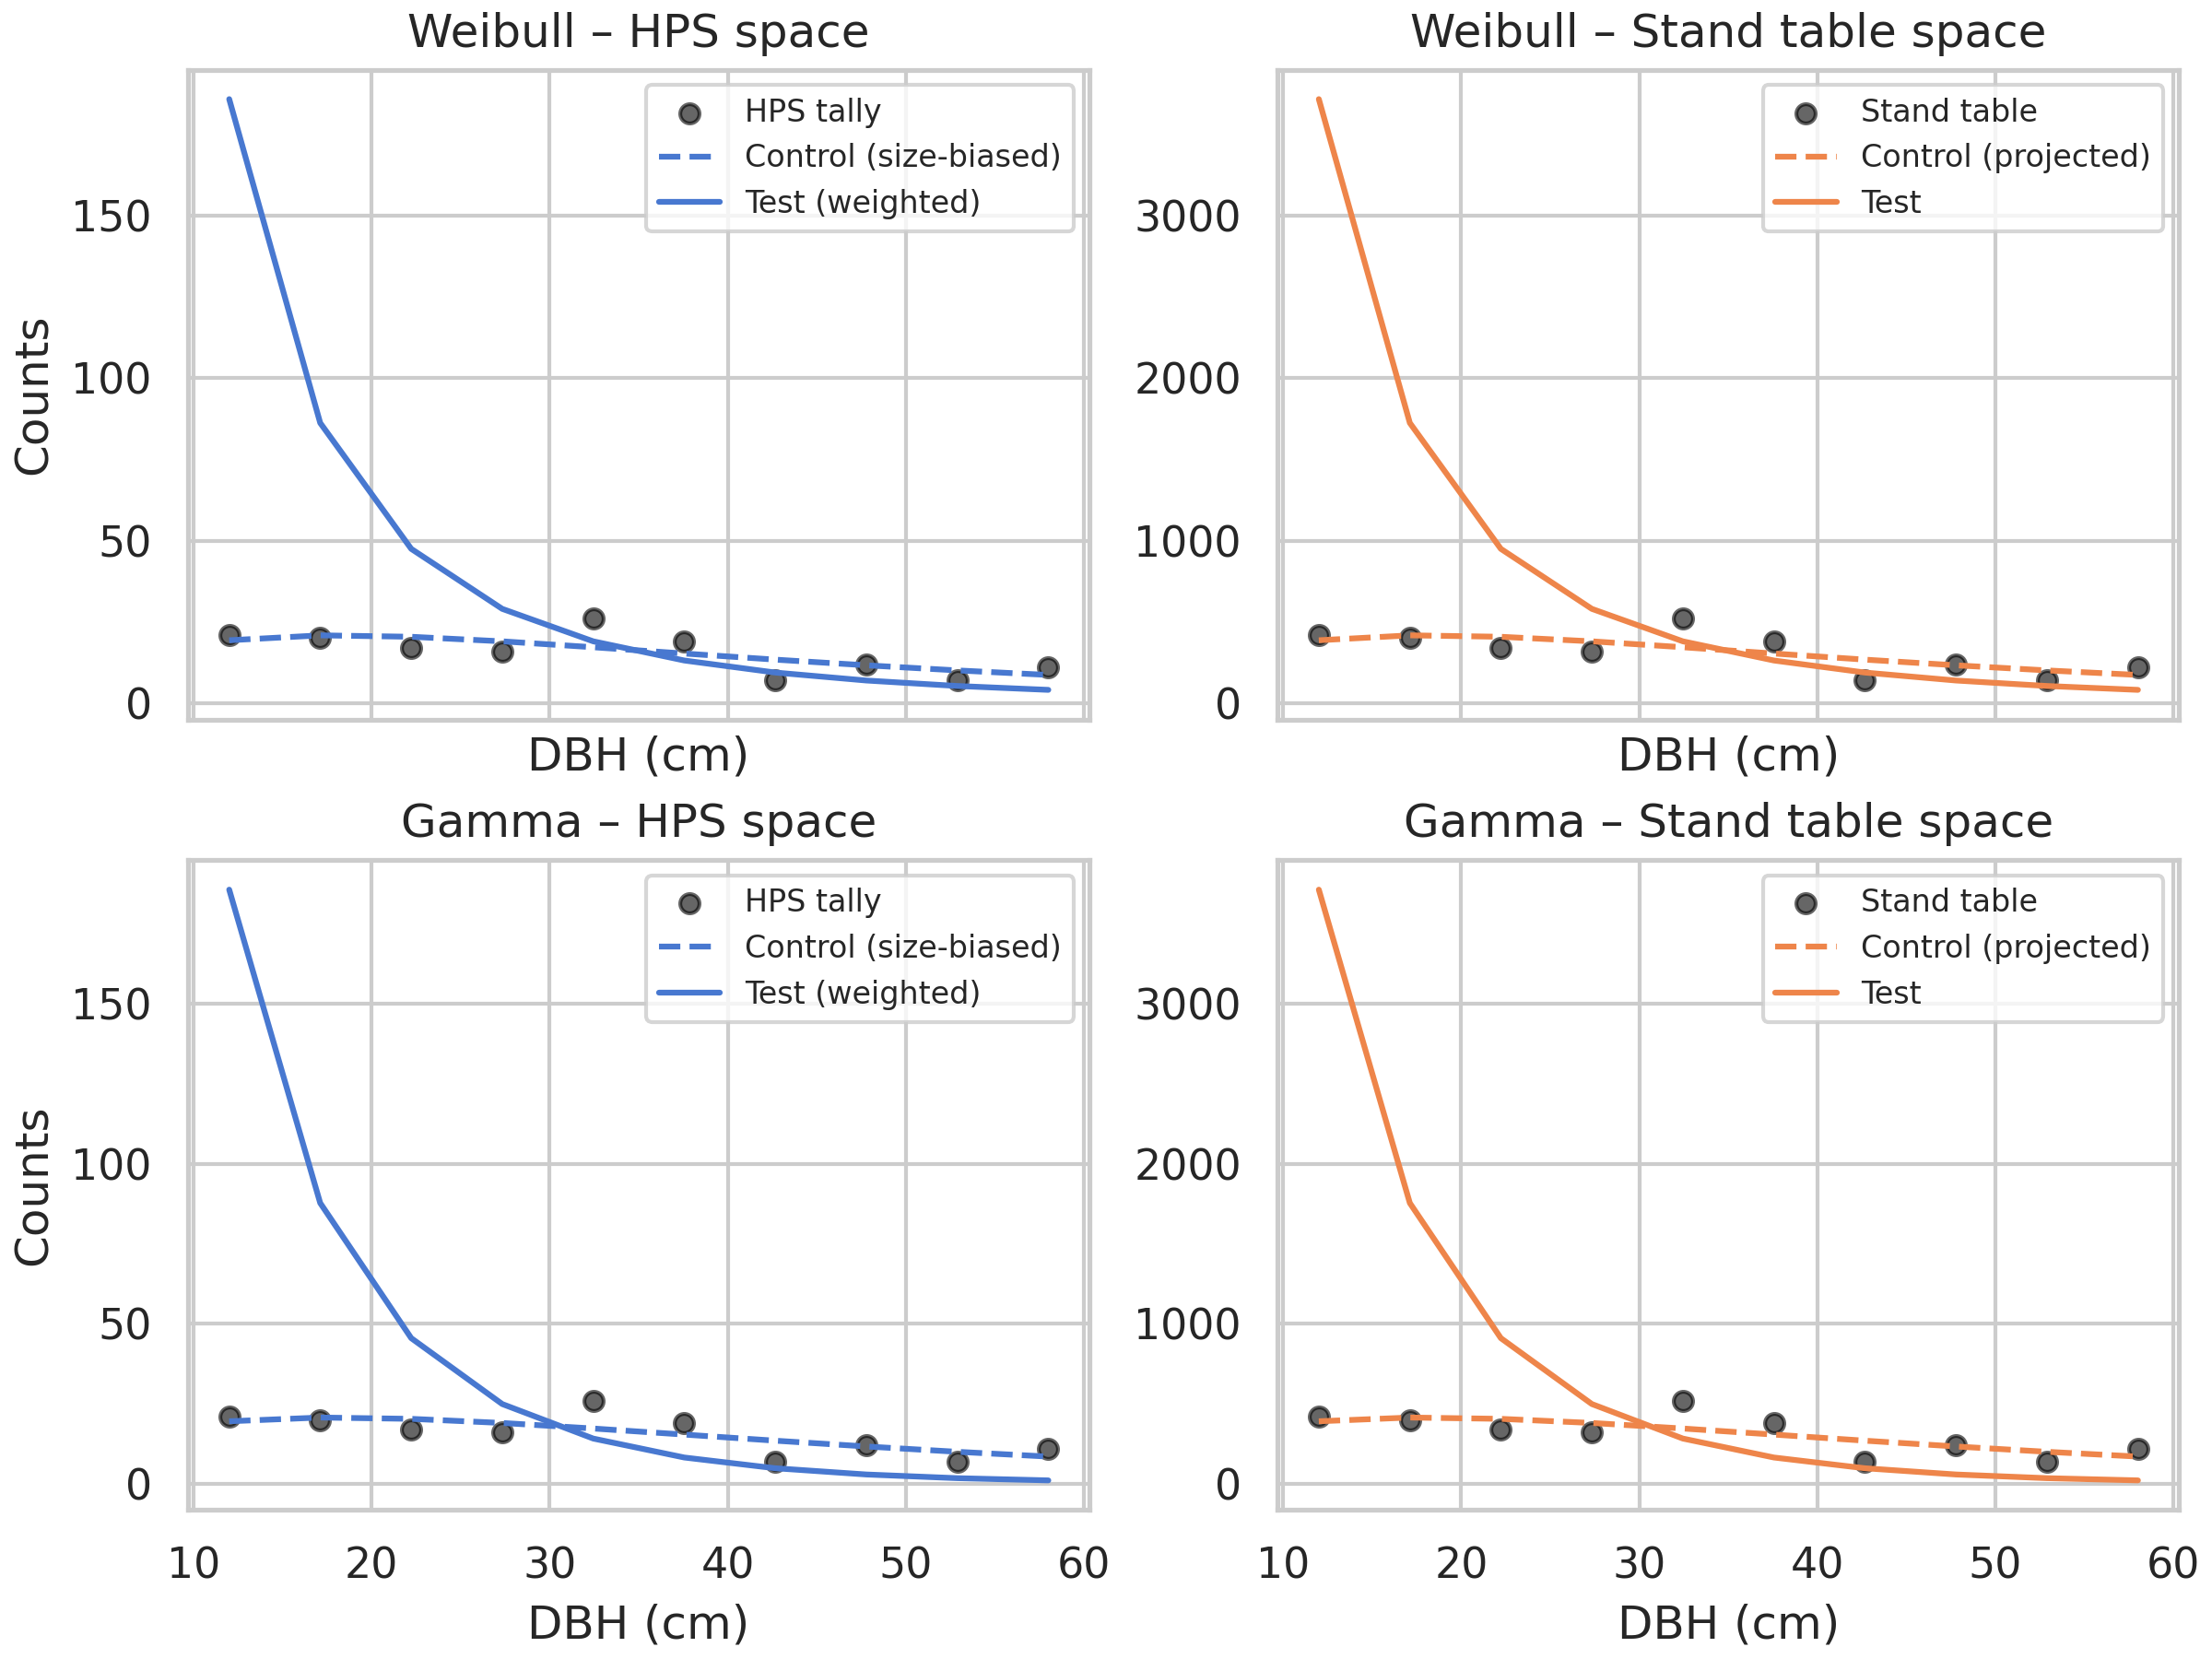 Weibull – HPS space
HPS tally
Control (size-biased)
Test (weighted)
150
100
50
0
Counts
DBH (cm)
Weibull – Stand table space
Stand table
Control (projected)
Test
3000
2000
1000
0
DBH (cm)
Gamma – HPS space
HPS tally
Control (size-biased)
Test (weighted)
150
100
50
0
Counts
10 20 30 40 50 60
DBH (cm)
Gamma – Stand table space
Stand table
Control (projected)
Test
3000
2000
1000
0
10 20 30 40 50 60
DBH (cm)